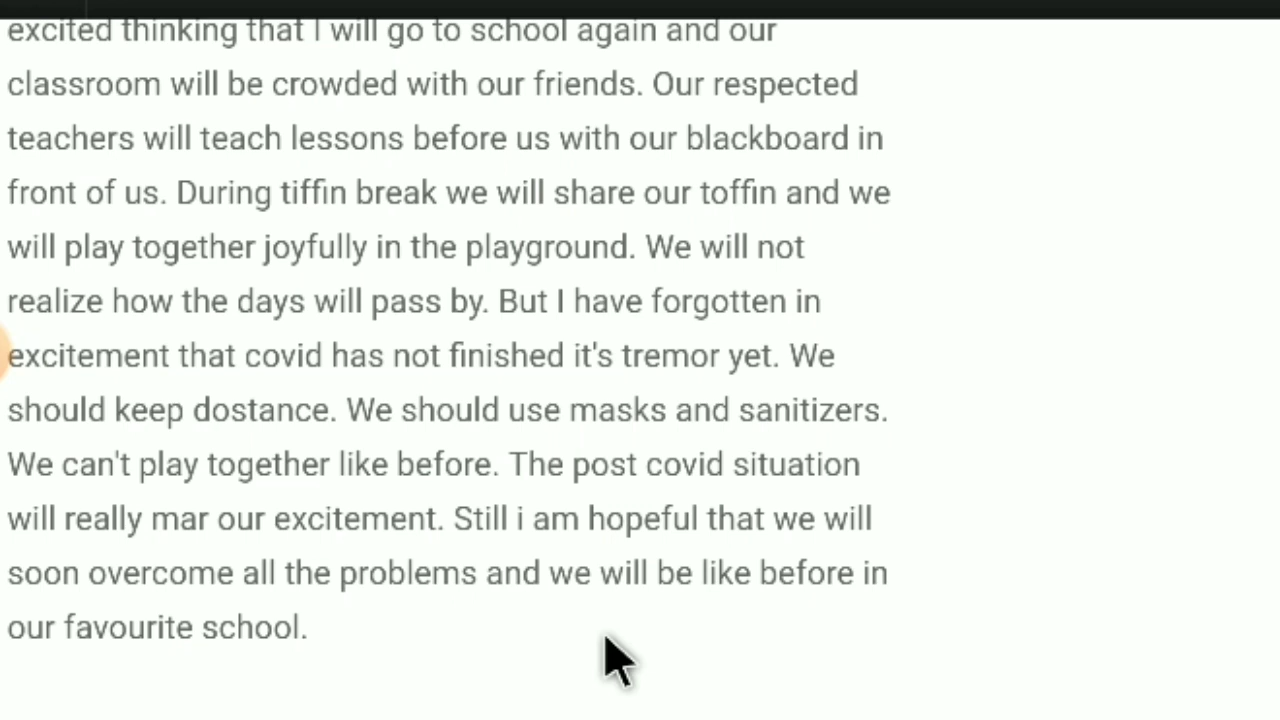 excited thinking that I will go to school again and our
classroom will be crowded with our friends. Our respected
teachers will teach lessons before us with our blackboard in
front of us. During tiffin break we will share our toffin and we
will play together joyfully in the playground. We will not
realize how the days will pass by. But I have forgotten in
excitement that covid has not finished it's tremor yet. We
should keep dostance. We should use masks and sanitizers.
We can't play together like before. The post covid situation
will really mar our excitement. Still i am hopeful that we will
soon overcome all the problems and we will be like before in
our favourite school.